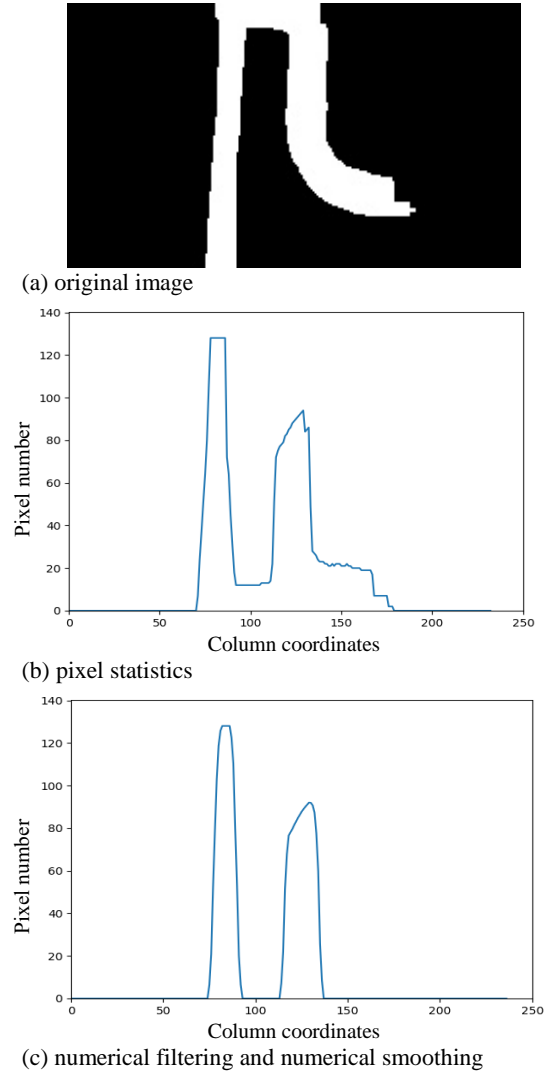 (a) original image
140
120
100
80
60
40
20
0
Pixel number
0 50 100 150 200 250
Column coordinates
(b) pixel statistics
140
120
100
80
60
40
20
0
Pixel number
0 50 100 150 200 250
Column coordinates
(c) numerical filtering and numerical smoothing